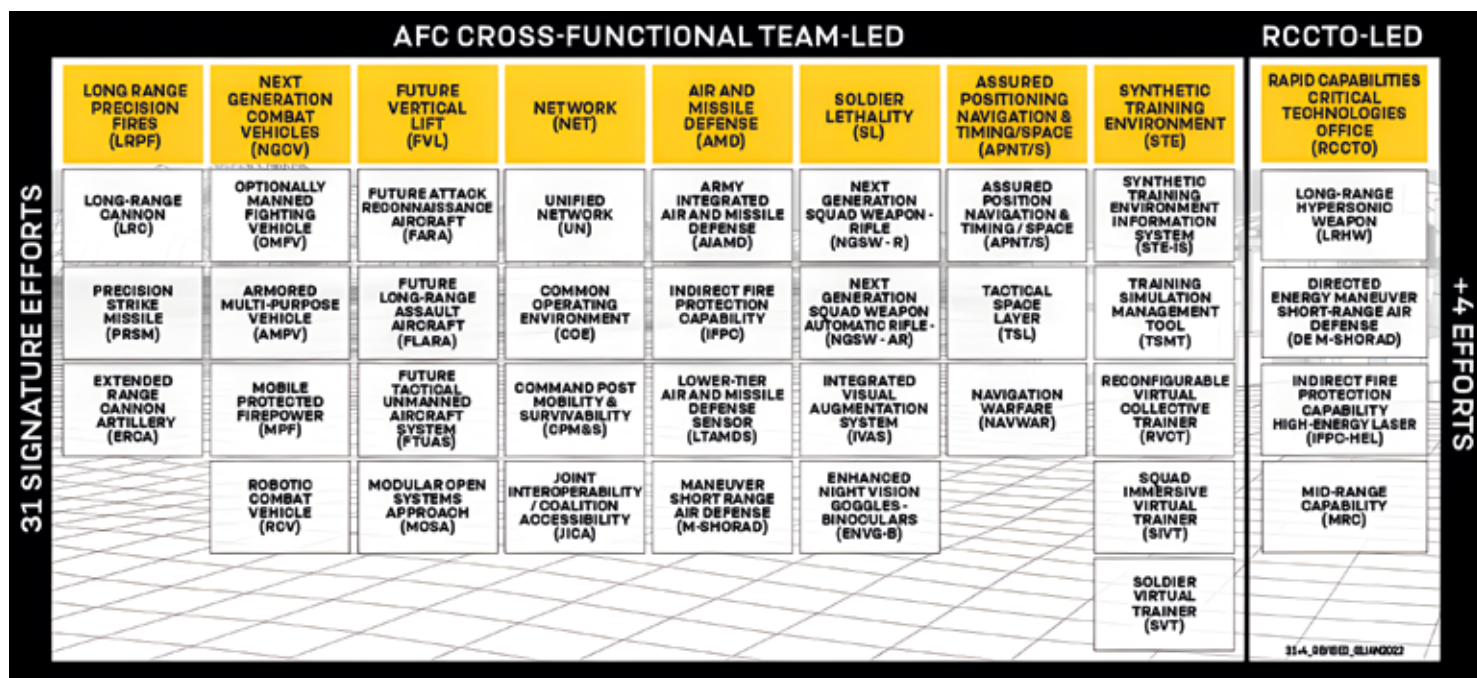 AFC CROSS-FUNCTIONAL TEAM-LED
RCCTO-LED
31 SIGNATURE EFFORTS
LONG RANGE
PRECISION
FIRES
(LRPF)
LONG-RANGE
CANNON
(LRC)
PRECISION
STRIKE
MISSILE
(PRSM)
EXTENDED
RANGE
CANNON
ARTILLERY
(ERCA)
NEXT
GENERATION
COMBAT
VEHICLES
(NGCV)
OPTIONALLY
MANNED
FIGHTING
VEHICLE
(OMFV)
ARMORED
MULTI-PURPOSE
VEHICLE
(AMPV)
MOBILE
PROTECTED
FIREPOWER
(MPF)
ROBOTIC
COMBAT
VEHICLE
(RCV)
FUTURE
VERTICAL
LIFT
(FVL)
FUTURE ATTACK
RECONNAISSANCE
AIRCRAFT
(FARA)
FUTURE
LONG-RANGE
ASSAULT
AIRCRAFT
(FLARA)
FUTURE
TACTICAL
UNMANNED
AIRCRAFT
SYSTEM
(FTUAS)
MODULAR OPEN
SYSTEMS
APPROACH
(MOSA)
NETWORK
(NET)
UNIFIED
NETWORK
(UN)
COMMON
OPERATING
ENVIRONMENT
(COE)
COMMAND POST
MOBILITY &
SURVIVABILITY
(CPM&S)
JOINT
INTEROPERABILITY
/ COALITION
ACCESSIBILITY
(JICA)
AIR AND
MISSILE
DEFENSE
(AMD)
ARMY
INTEGRATED
AIR AND MISSILE
DEFENSE
(AIAMD)
INDIRECT FIRE
PROTECTION
CAPABILITY
(IFPC)
LOWER-TIER
AIR AND MISSILE
DEFENSE
SENSOR
(LTAMDS)
MANEUVER
SHORT RANGE
AIR DEFENSE
(M-SHORAD)
SOLDIER
LETHALITY
(SL)
NEXT
GENERATION
SQUAD WEAPON -
RIFLE
(NGSW - R)
NEXT
GENERATION
SQUAD WEAPON
AUTOMATIC RIFLE -
(NGSW - AR)
INTEGRATED
VISUAL
AUGMENTATION
SYSTEM
(IVAS)
ENHANCED
NIGHT VISION
GOGGLES -
BINOCULARS
(ENVG-B)
ASSURED
POSITIONING
NAVIGATION &
TIMING/SPACE
(APNT/S)
ASSURED
POSITION
NAVIGATION &
TIMING / SPACE
(APNT/S)
TACTICAL
SPACE
LAYER
(TSL)
NAVIGATION
WARFARE
(NAVWAR)
SYNTHETIC
TRAINING
ENVIRONMENT
(STE)
SYNTHETIC
TRAINING
ENVIRONMENT
INFORMATION
SYSTEM
(STE-IS)
TRAINING
SIMULATION
MANAGEMENT
TOOL
(TSMT)
RECONFIGURABLE
VIRTUAL
COLLECTIVE
TRAINER
(RVCT)
SQUAD
IMMERSIVE
VIRTUAL
TRAINER
(SIVT)
SOLDIER
VIRTUAL
TRAINER
(SVT)
RAPID CAPABILITIES
CRITICAL
TECHNOLOGIES
OFFICE
(RCCTO)
LONG-RANGE
HYPERSONIC
WEAPON
(LRHW)
DIRECTED
ENERGY MANEUVER
SHORT-RANGE AIR
DEFENSE
(DE M-SHORAD)
INDIRECT FIRE
PROTECTION
CAPABILITY
HIGH-ENERGY LASER
(IFPC-HEL)
MID-RANGE
CAPABILITY
(MRC)
+4 EFFORTS